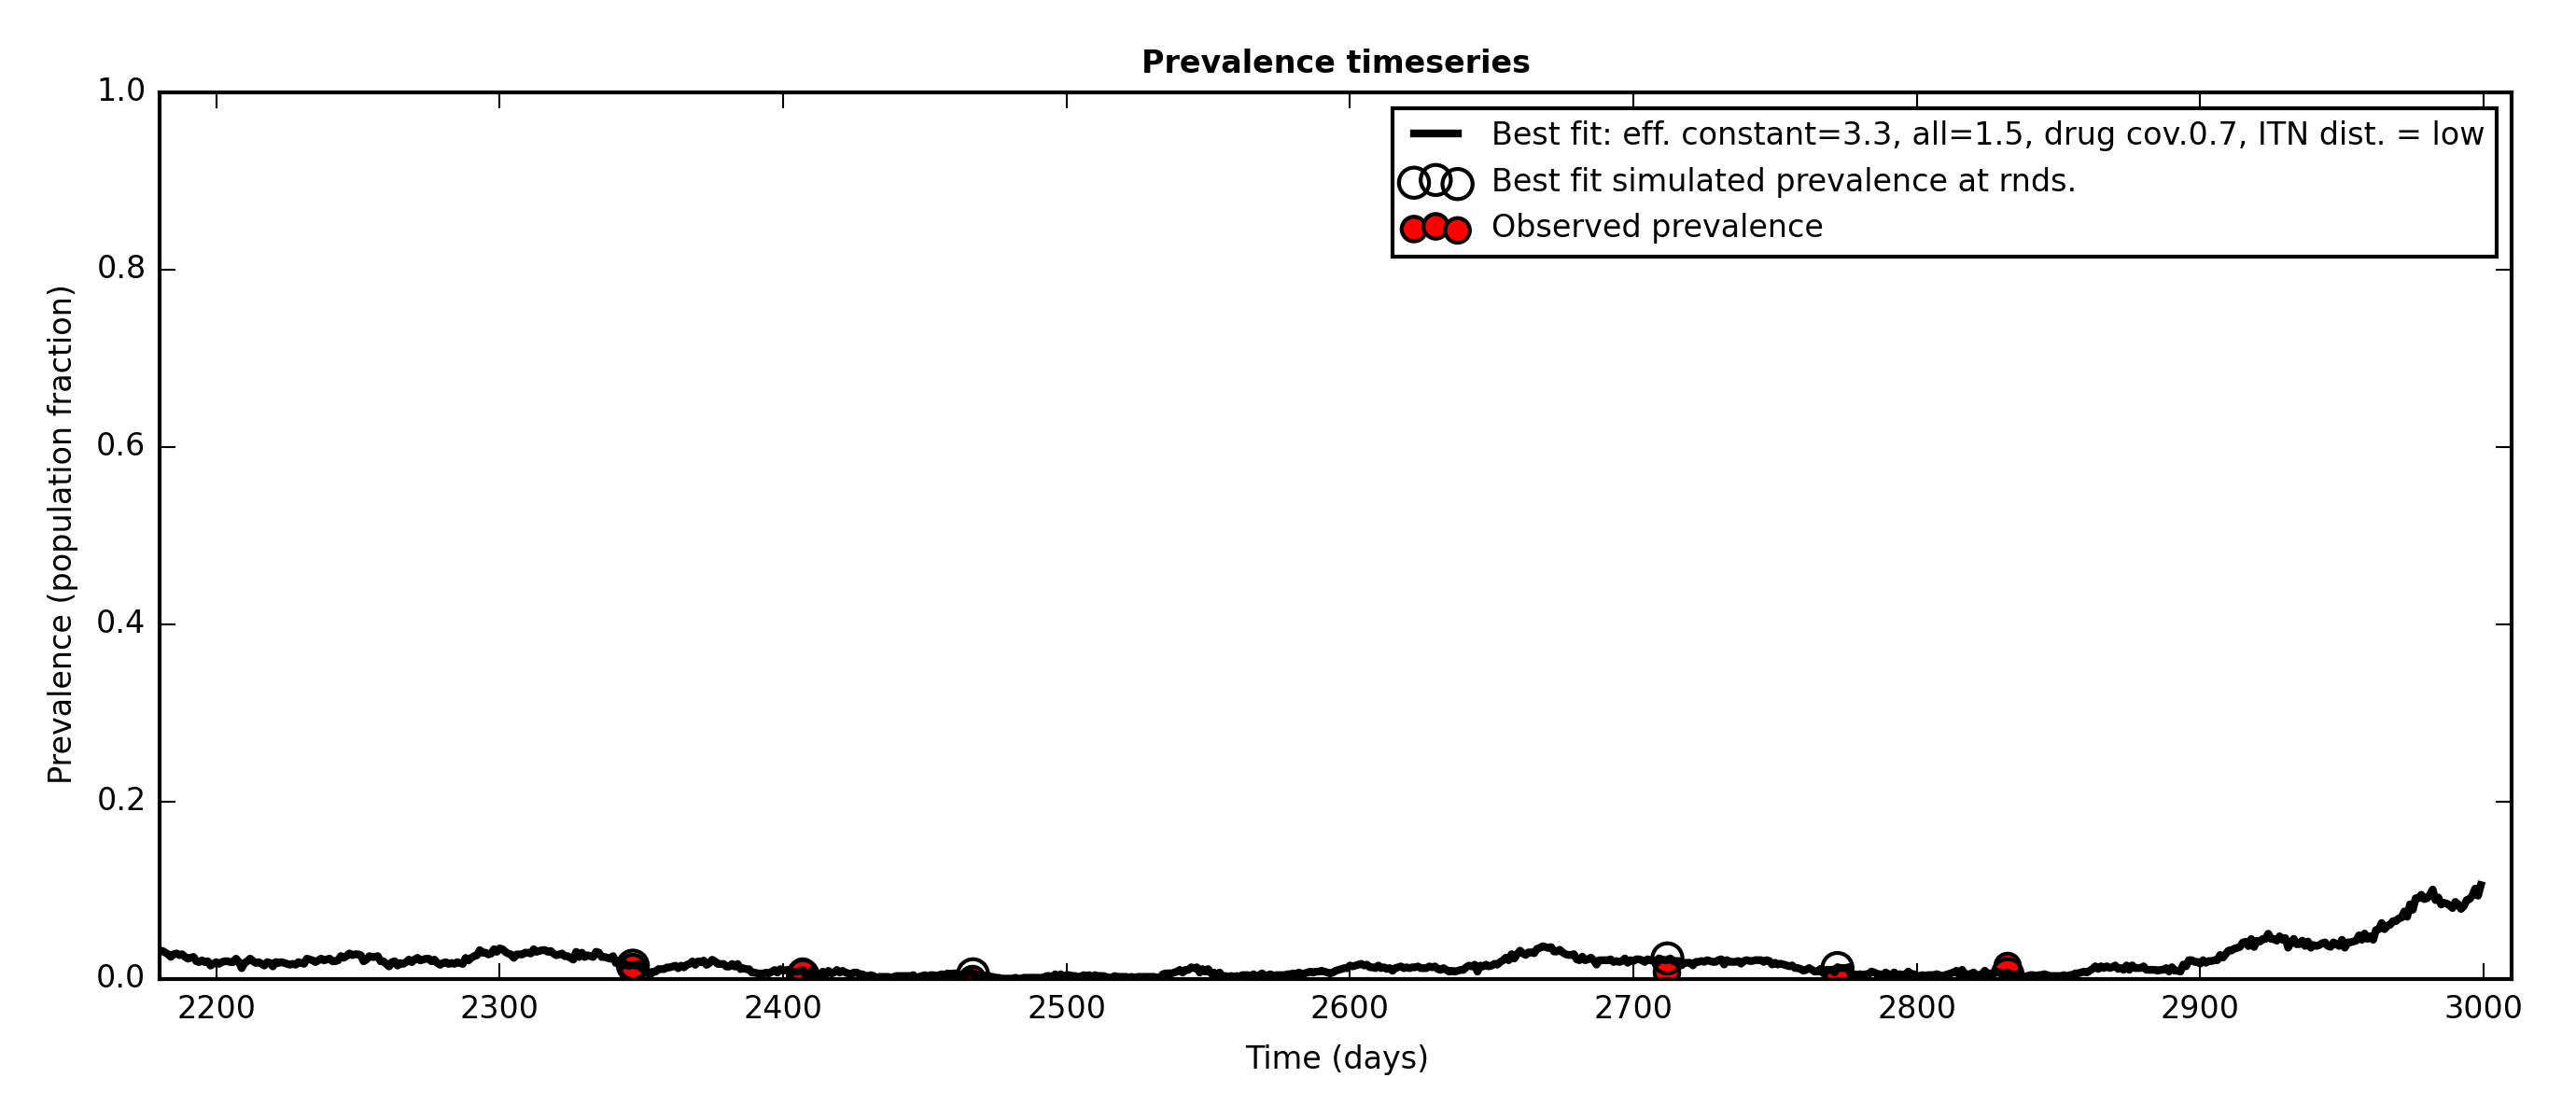 Prevalence timeseries
1.0
Best fit: eff. constant=3.3, all=1.5, drug cov.0.7, ITN dist. = low
Best fit simulated prevalence at rnds.
Observed prevalence
0.8
0.6
0.4
0.2
0.0
Prevalence (population fraction)
2200 2300 2400 2500 2600 2700 2800 2900 3000
Time (days)